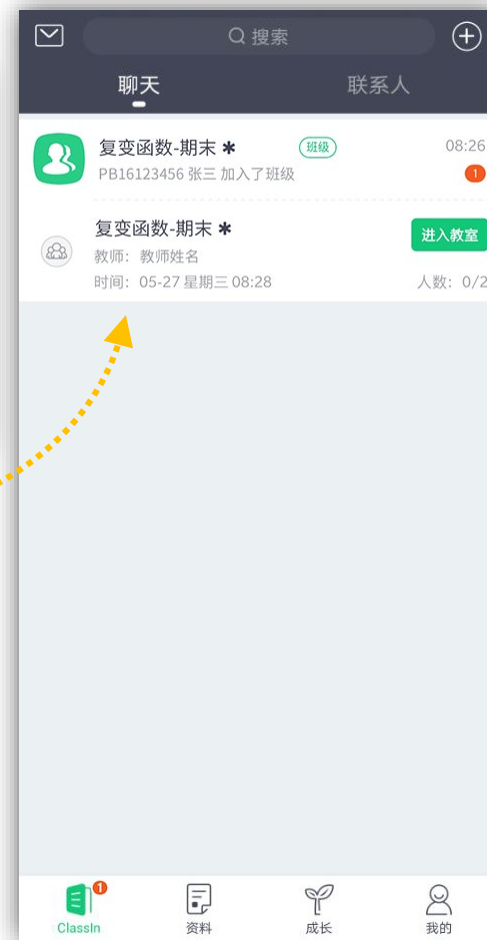 搜索
聊天 联系人
复变函数-期末 ✱ 班级 08:26
PB16123456 张三 加入了班级 1
复变函数-期末 ✱ 进入教室
教师：教师姓名
时间：05-27 星期三 08:28 人数：0/2
1
ClassIn 资料 成长 我的